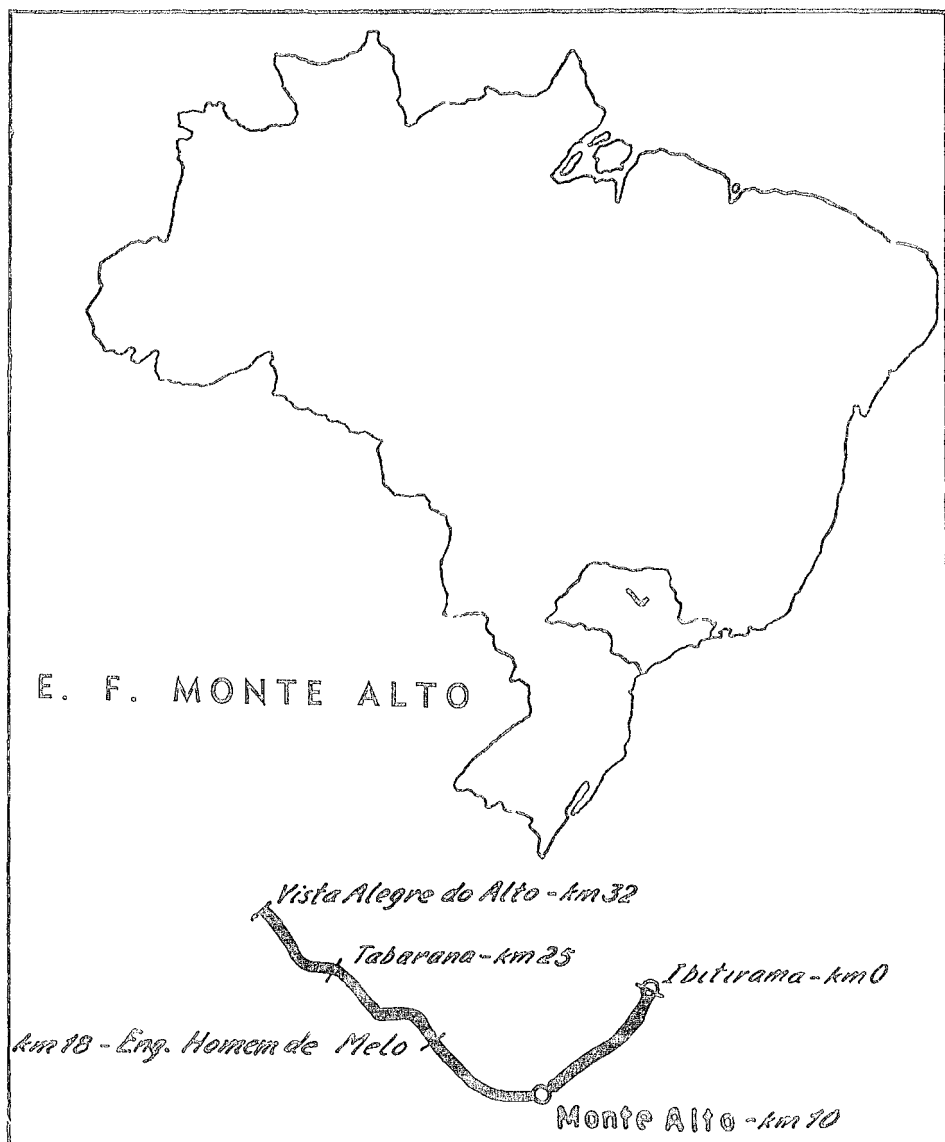 E. F. MONTE ALTO
Vista Alegre do Alto - km 32
Tabarana - km 25
Ibitirama - km 0
km 18 - Eng. Homem de Melo
Monte Alto - km 10